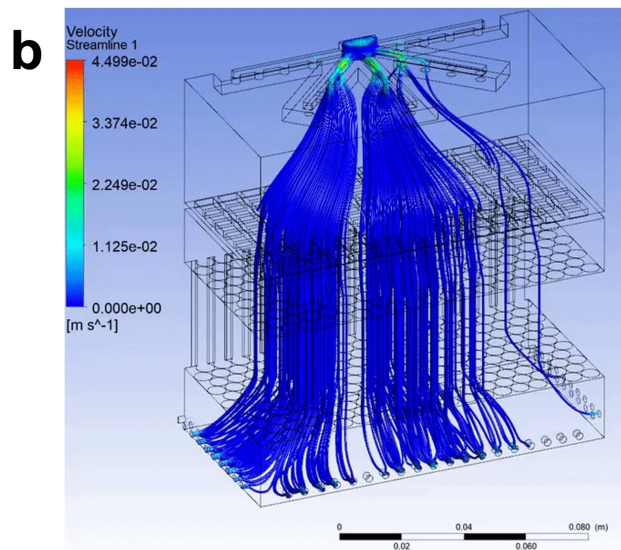 b
Velocity
Streamline 1
4.499e-02
3.374e-02
2.249e-02
1.125e-02
0.000e+00
[m s^-1]
0 0.04 0.080 (m)
0.02 0.060